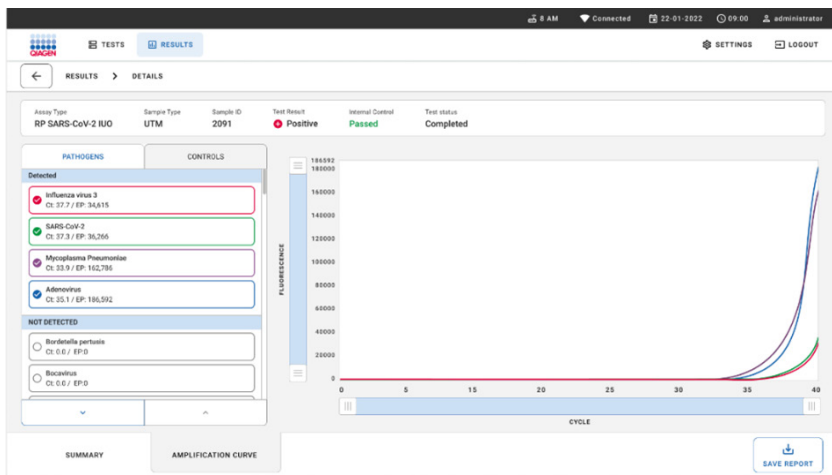 8 AM Connected 22-01-2022 09:00 administrator
QIAGEN TESTS RESULTS SETTINGS LOGOUT
RESULTS > DETAILS
Assay Type Sample Type Sample ID Test Result Internal Control Test status
RP SARS-CoV-2 IUO UTM 2091 Positive Passed Completed
PATHOGENS CONTROLS
Detected
Influenza virus 3
Ct: 37.7 / EP: 34,615
SARS-CoV-2
Ct: 37.3 / EP: 36,266
Mycoplasma Pneumoniae
Ct: 33.9 / EP: 162,786
Adenovirus
Ct: 35.1 / EP: 186,592
NOT DETECTED
Bordetella pertusis
Ct: 0.0 / EP:0
Bocavirus
Ct: 0.0 / EP:0
FLUORESCENCE
186592
180000
160000
140000
120000
100000
80000
60000
40000
20000
0
0 5 15 20 25 30 35 40
CYCLE
SUMMARY AMPLIFICATION CURVE SAVE REPORT